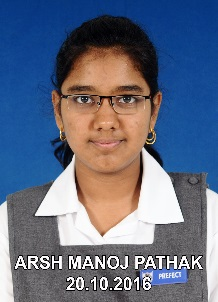 PREFECT
ARSH MANOJ PATHAK
20.10.2016